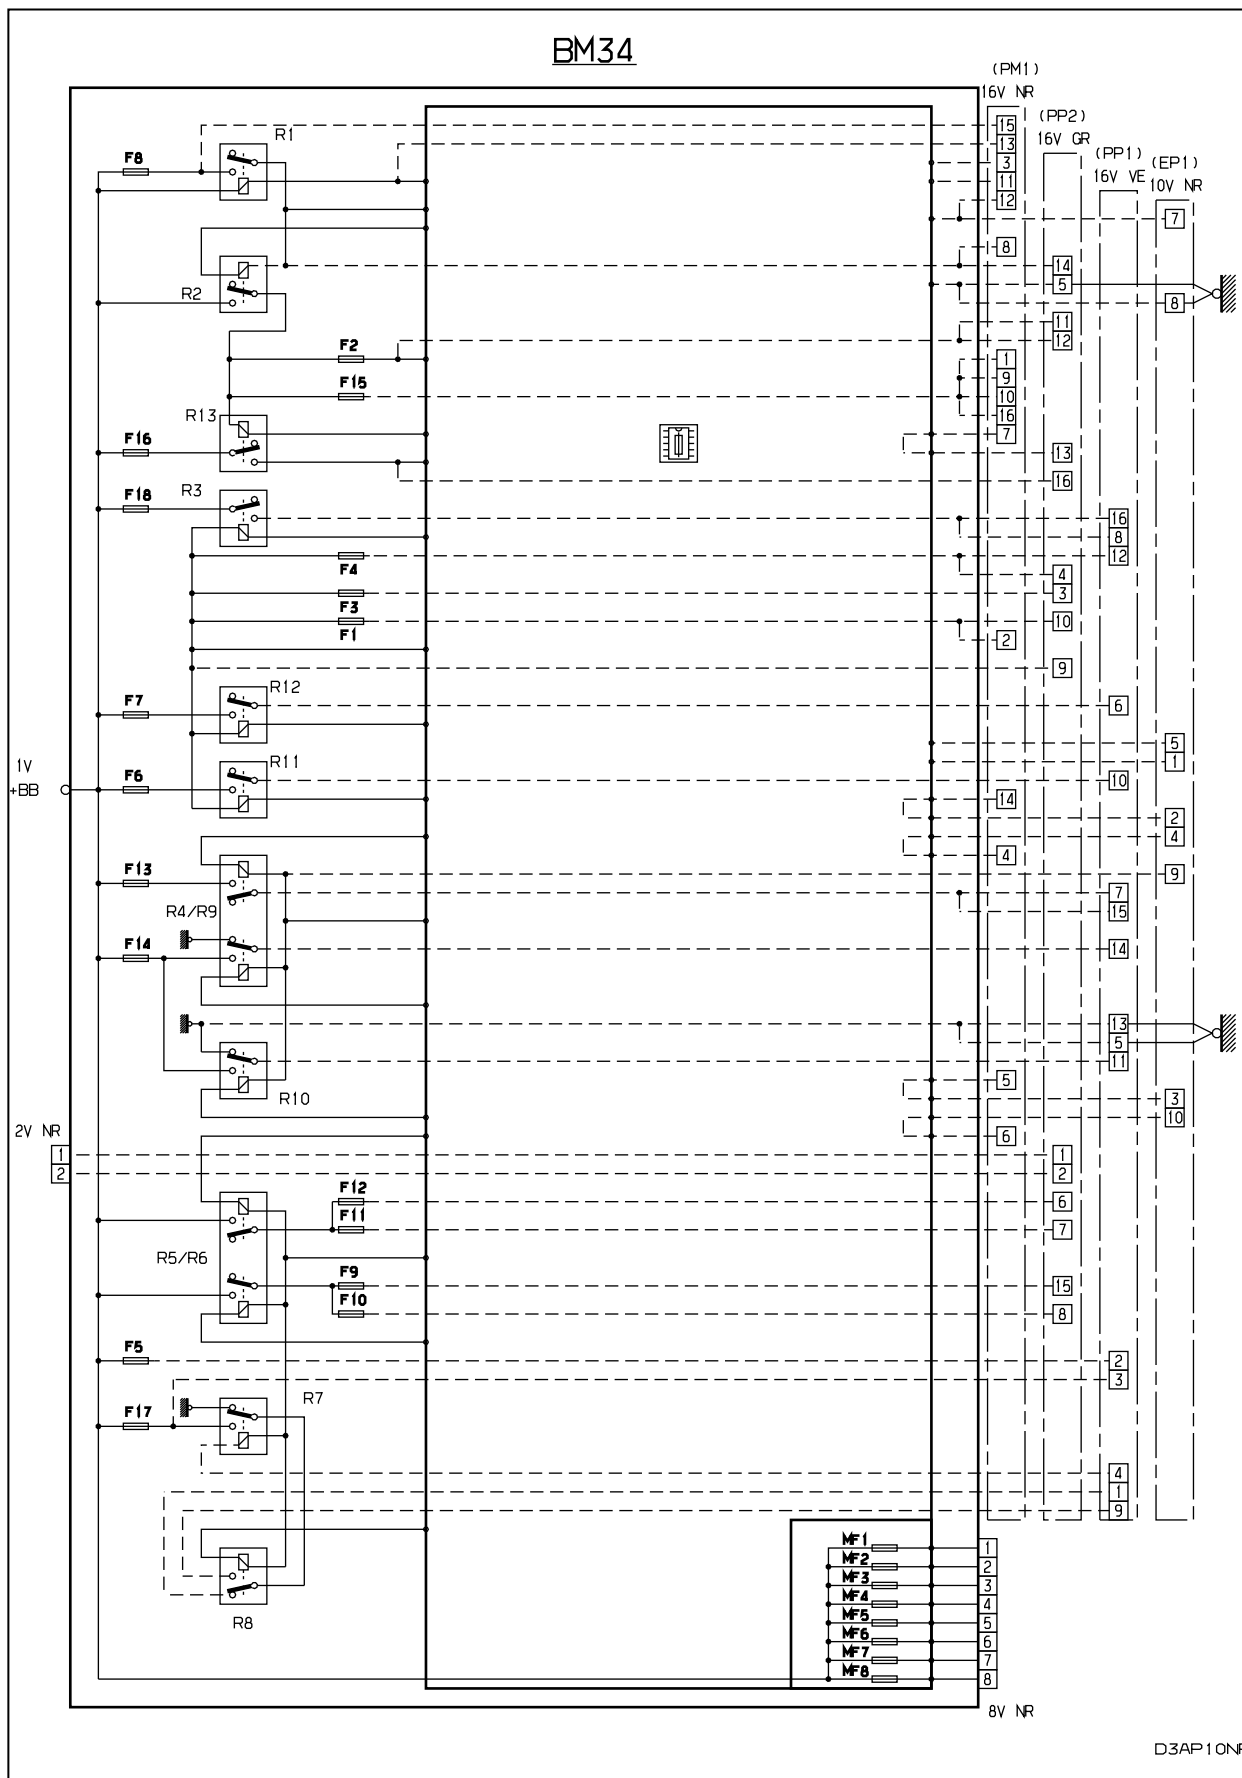 BM34
(PM1)
16V NR
(PP2)
16V GR
(PP1)
16V VE
(EP1)
10V NR
R1
15
13
3
11
12
F8
7
8
14
5
8
R2
11
12
F2
1
9
F15
10
16
R13
7
F16
13
16
F18
R3
16
8
12
F4
4
3
F3
10
F1
2
9
R12
F7
6
5
1
R11
1V
+BB
F6
10
14
2
4
4
F13
9
7
R4/R9
15
F14
14
13
5
11
5
R10
3
10
2V NR
6
1
1
2
2
F12
6
F11
7
R5/R6
F9
15
F10
8
F5
2
3
R7
F17
4
1
9
MF1
1
MF2
2
MF3
3
MF4
4
MF5
5
MF6
6
MF7
7
MF8
8
R8
8V NR
D3AP10NF